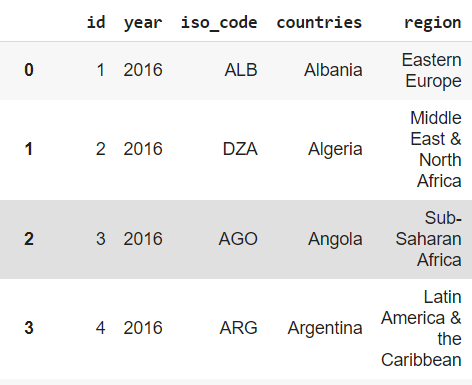 id year iso_code countries region
0 1 2016 ALB Albania Eastern
Europe
1 2 2016 DZA Algeria Middle
East &
North
Africa
2 3 2016 AGO Angola Sub-
Saharan
Africa
3 4 2016 ARG Argentina Latin
America &
the
Caribbean